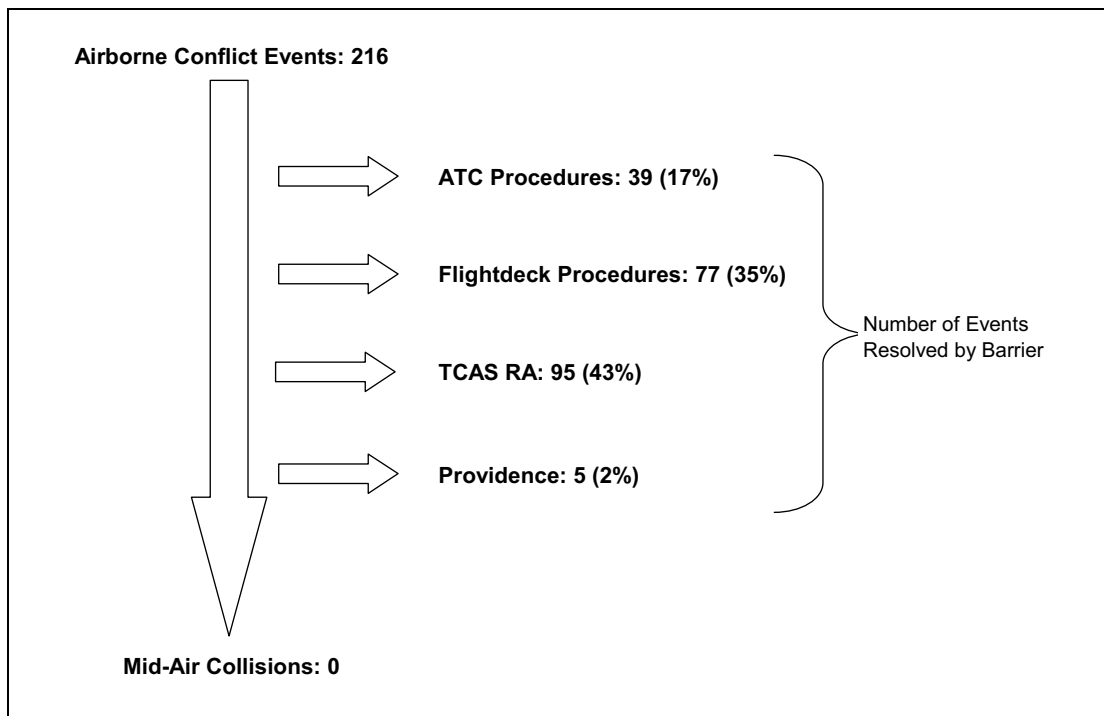 Airborne Conflict Events: 216
ATC Procedures: 39 (17%)
Flightdeck Procedures: 77 (35%)
Number of Events
Resolved by Barrier
TCAS RA: 95 (43%)
Providence: 5 (2%)
Mid-Air Collisions: 0